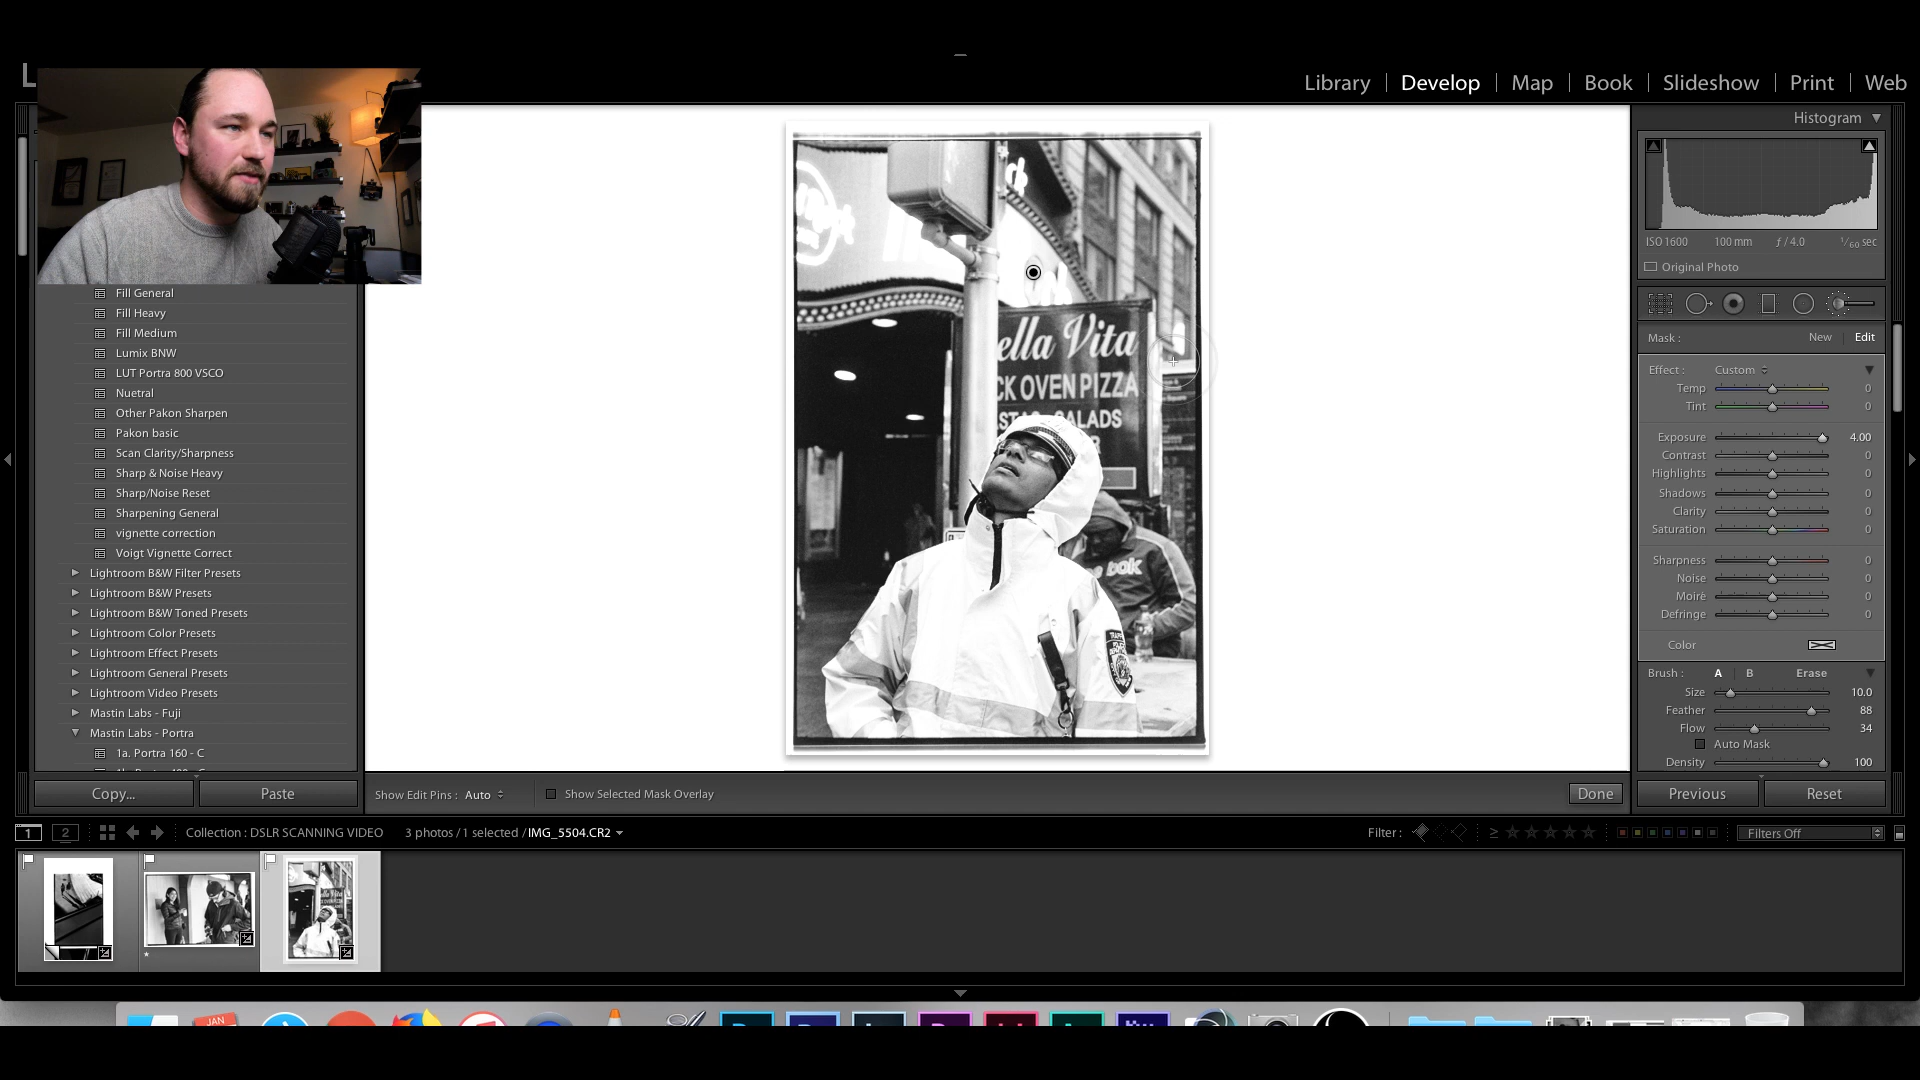 Library | Develop | Map | Book | Slideshow | Print | Web
Histogram
ISO 1600 100 mm ƒ / 4.0 1/60 sec
Original Photo
Mask : New | Edit
Effect : Custom
Temp 0
Tint 0
Exposure 4.00
Contrast 0
Highlights 0
Shadows 0
Clarity 0
Saturation 0
Sharpness 0
Noise 0
Moiré 0
Defringe 0
Color
Brush : A | B Erase
Size 10.0
Feather 88
Flow 34
Auto Mask
Density 100
Previous Reset
Fill General
Fill Heavy
Fill Medium
Lumix BNW
LUT Portra 800 VSCO
Nuetral
Other Pakon Sharpen
Pakon basic
Scan Clarity/Sharpness
Sharp & Noise Heavy
Sharp/Noise Reset
Sharpening General
vignette correction
Voigt Vignette Correct
Lightroom B&W Filter Presets
Lightroom B&W Presets
Lightroom B&W Toned Presets
Lightroom Color Presets
Lightroom Effect Presets
Lightroom General Presets
Lightroom Video Presets
Mastin Labs - Fuji
Mastin Labs - Portra
1a. Portra 160 - C
Copy... Paste
ella Vita
CK OVEN PIZZA
SALADS
bok
Show Edit Pins : Auto Show Selected Mask Overlay Done
1 2 Collection : DSLR SCANNING VIDEO 3 photos / 1 selected / IMG_5504.CR2
Filter : ≥ Filters Off
JAN